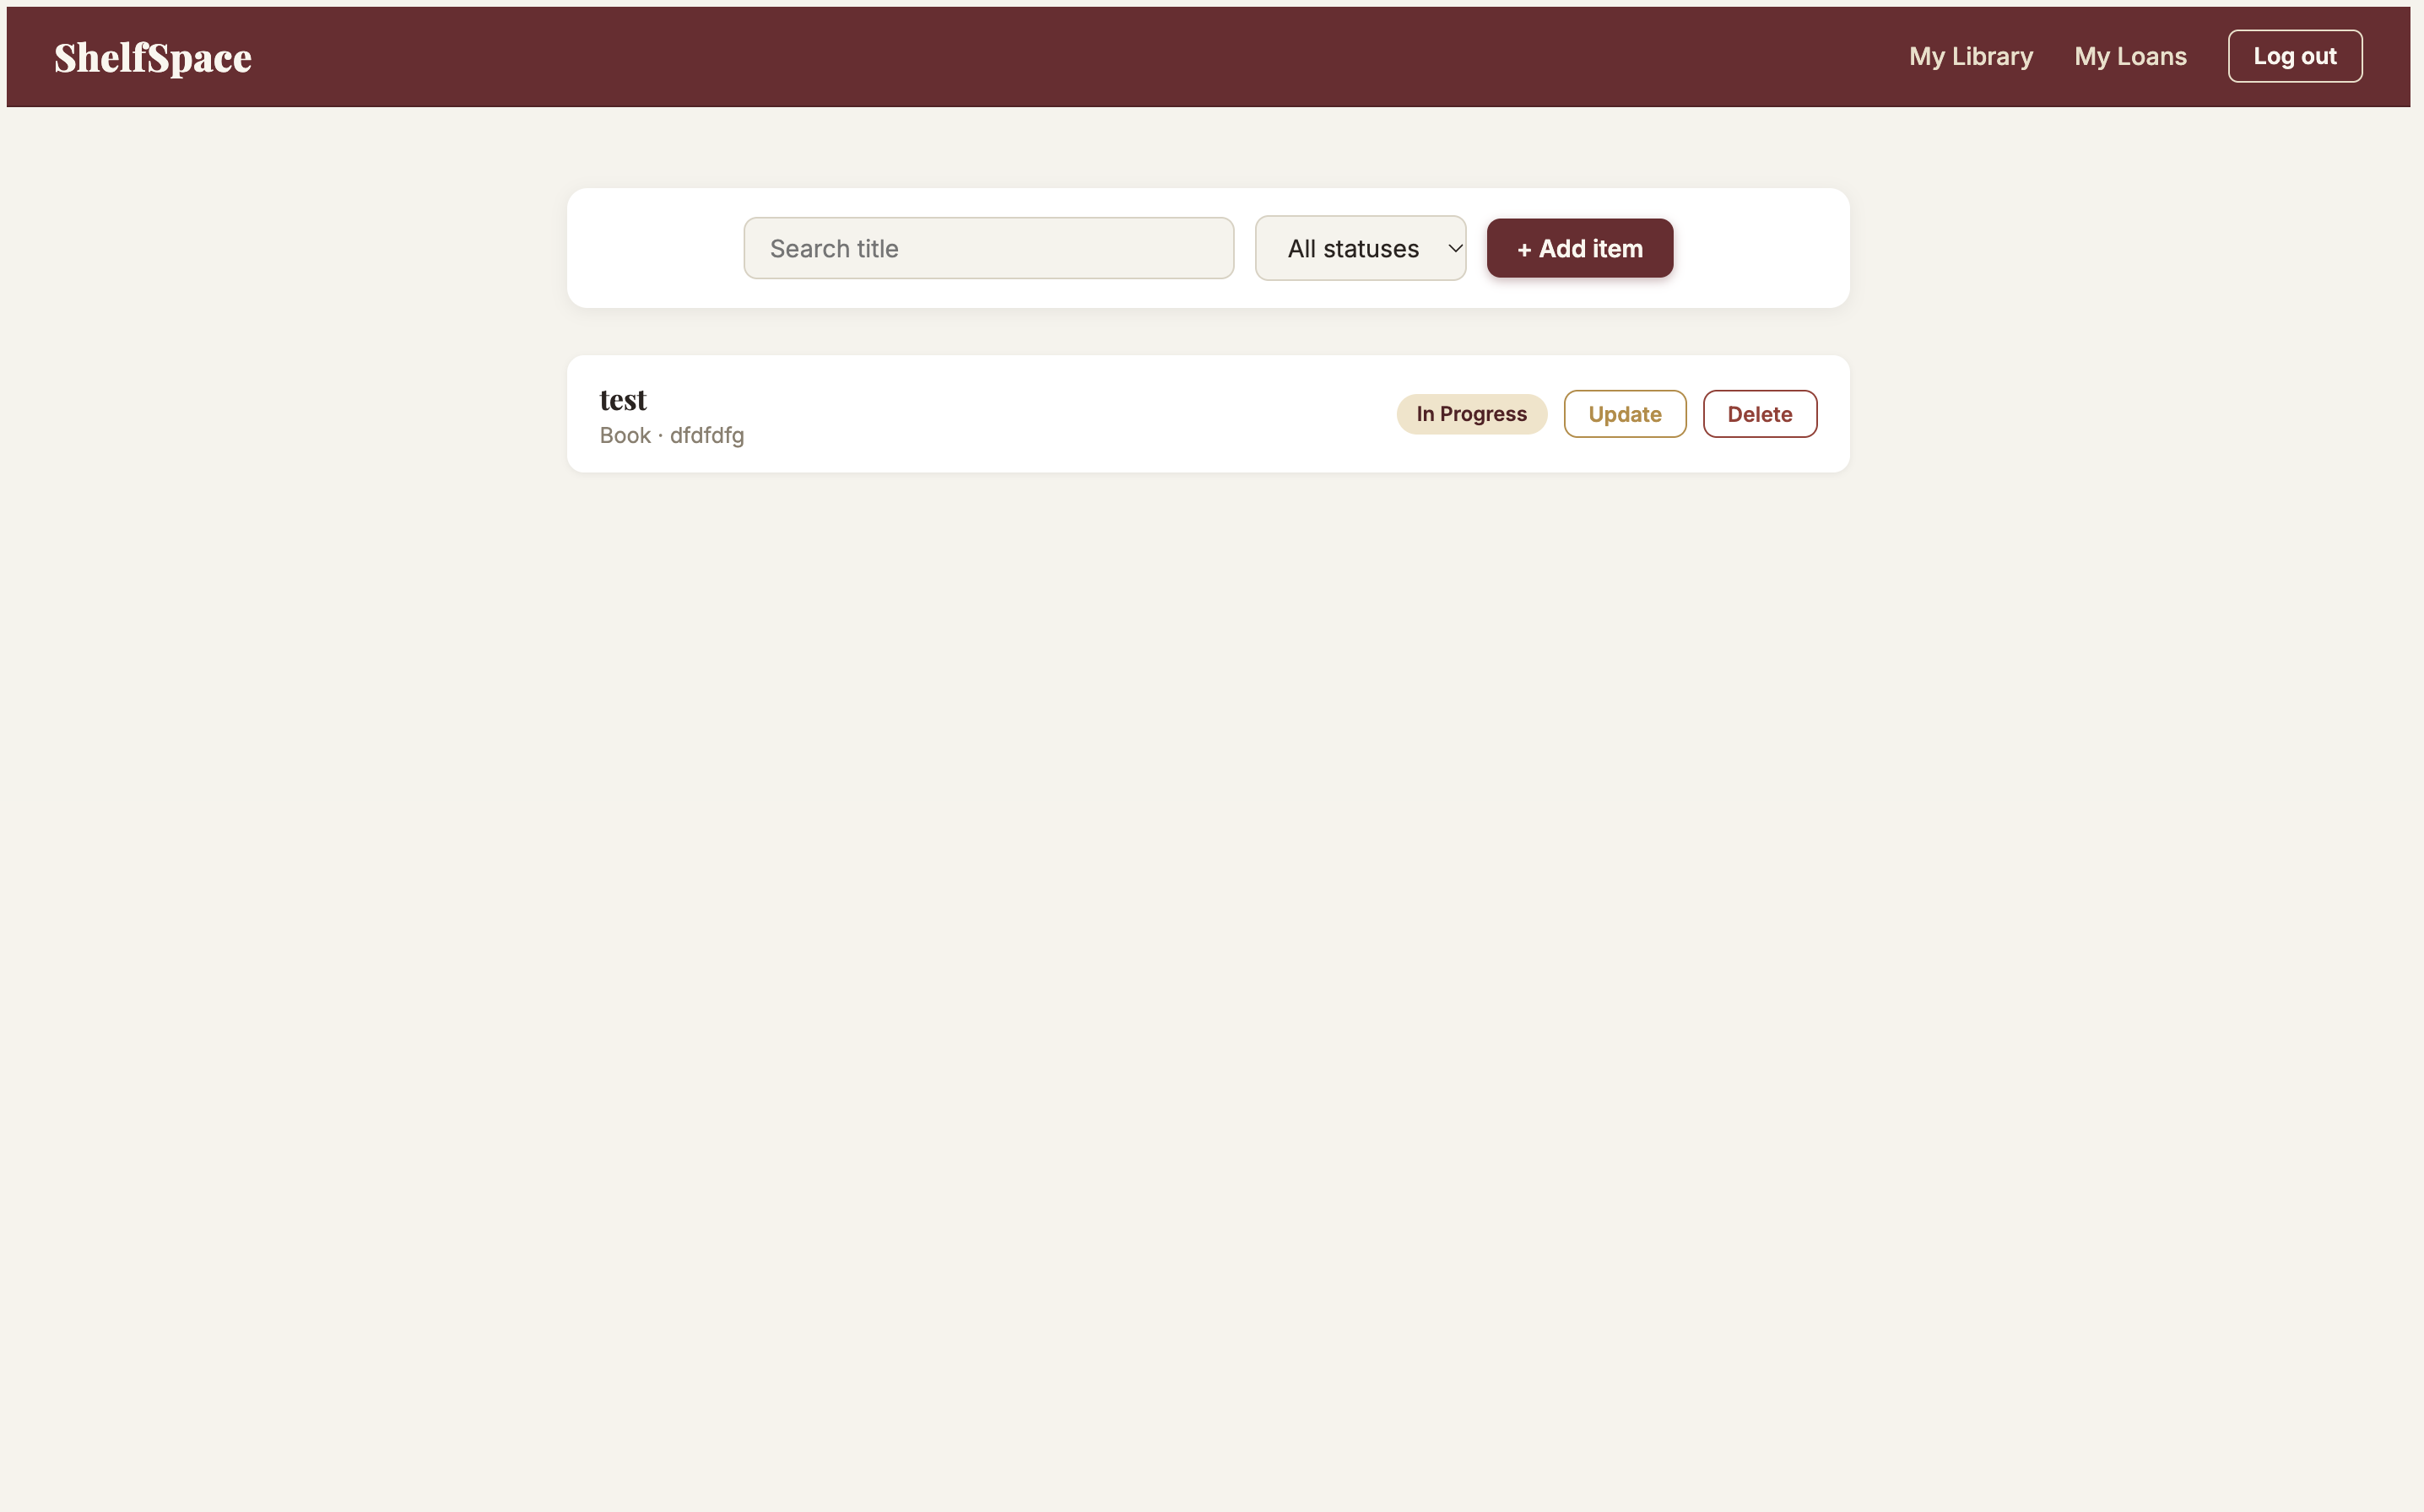 ShelfSpace
My Library
My Loans
Log out
Search title
All statuses
+ Add item
test
Book · dfdfdfg
In Progress
Update
Delete